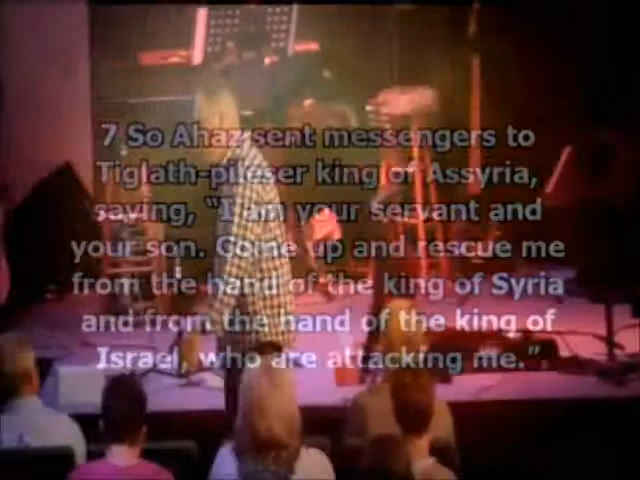 7 So Ahaz sent messengers to
Tiglath-pileser king of Assyria,
saying, “I am your servant and
your son. Come up and rescue me
from the hand of the king of Syria
and from the hand of the king of
Israel, who are attacking me.”